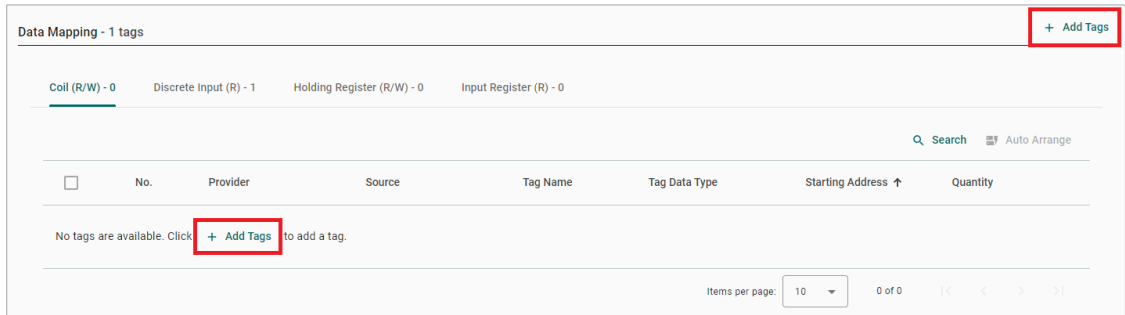 + Add Tags
Data Mapping - 1 tags
Coil (R/W) - 0 Discrete Input (R) - 1 Holding Register (R/W) - 0 Input Register (R) - 0
Search Auto Arrange
No. Provider Source Tag Name Tag Data Type Starting Address ↑ Quantity
No tags are available. Click + Add Tags to add a tag.
Items per page: 10 0 of 0